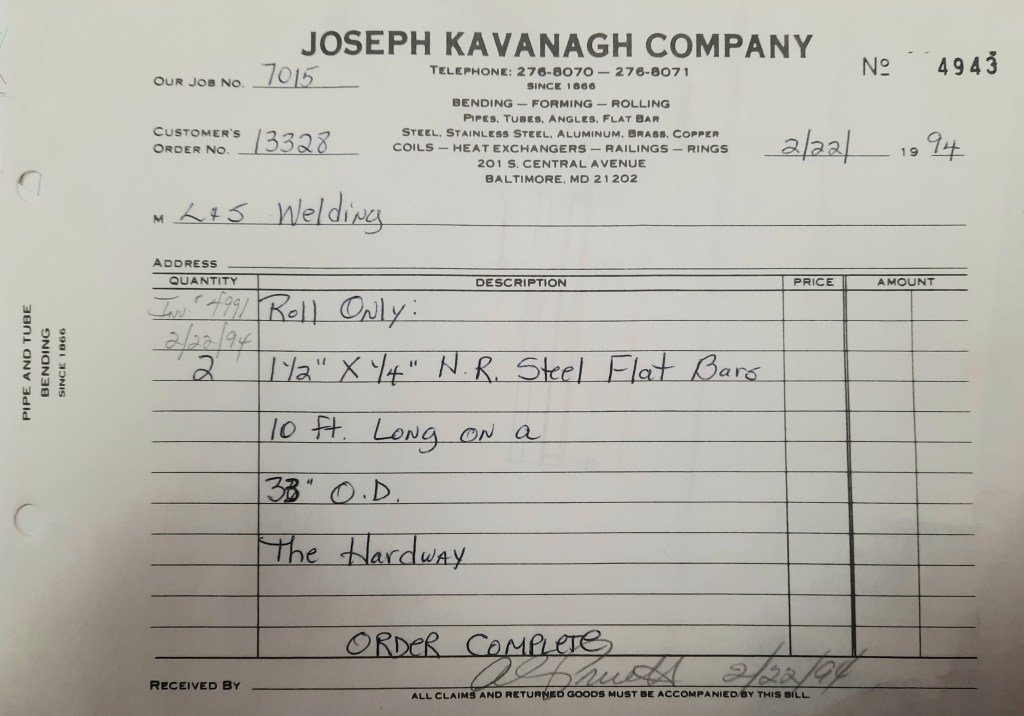 JOSEPH KAVANAGH COMPANY
TELEPHONE: 276-8070 — 276-8071
SINCE 1866
BENDING — FORMING — ROLLING
PIPES, TUBES, ANGLES, FLAT BAR
STEEL, STAINLESS STEEL, ALUMINUM, BRASS, COPPER
COILS — HEAT EXCHANGERS — RAILINGS — RINGS
201 S. CENTRAL AVENUE
BALTIMORE, MD 21202
Nº 4943
OUR JOB NO. 7015
CUSTOMER'S
ORDER NO. 13328
2/22/ 19 94
M L & S Welding
ADDRESS
QUANTITY DESCRIPTION PRICE AMOUNT
Inv. # 4991 Roll Only:
2/22/94
2 1 1/2" X 1/4" H.R. Steel Flat Bars
10 ft. Long on a
O.D.
The Hardway
ORDER COMPLETE
RECEIVED BY 2/22/94
ALL CLAIMS AND RETURNED GOODS MUST BE ACCOMPANIED BY THIS BILL
PIPE AND TUBE
BENDING
SINCE 1866